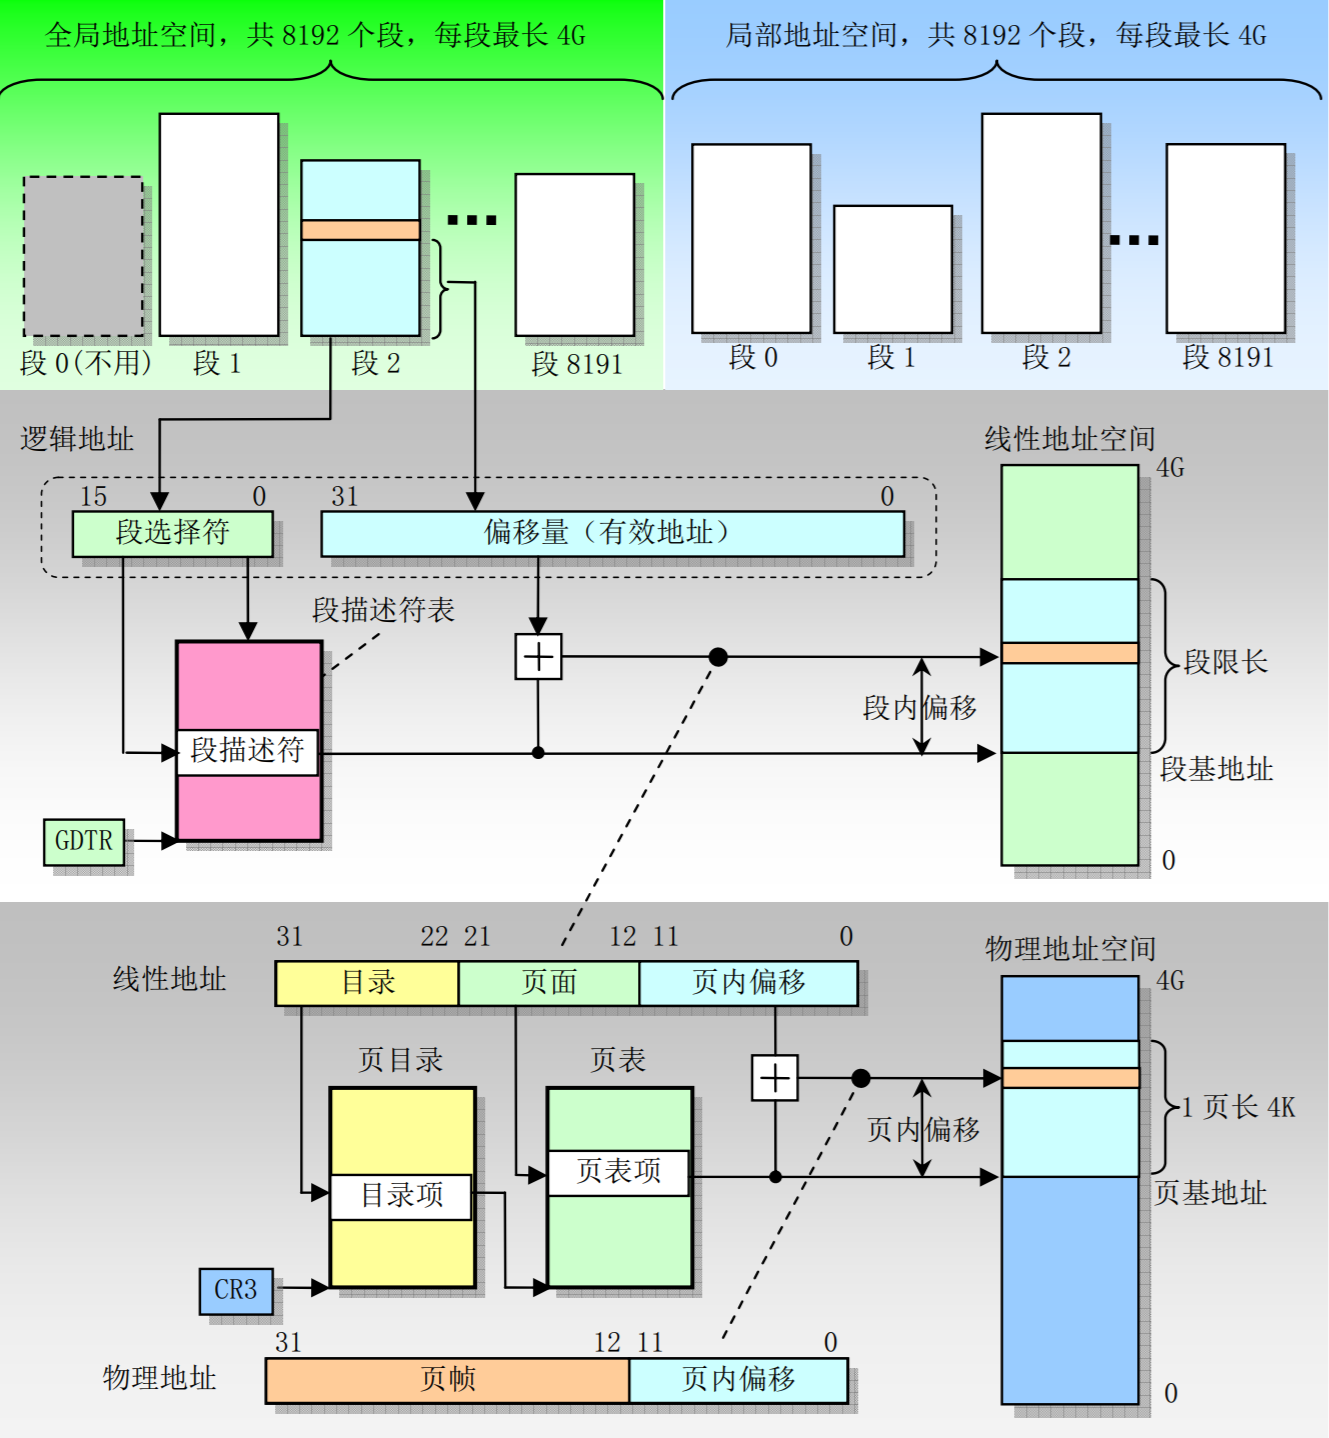 全局地址空间，共 8192 个段，每段最长 4G
局部地址空间，共 8192 个段，每段最长 4G
段 0(不用)
段 1
段 2
段 8191
段 0
段 1
段 2
段 8191
逻辑地址
线性地址空间
4G
15 0
31 0
段选择符
偏移量（有效地址）
段描述符表
段限长
段内偏移
段描述符
段基地址
GDTR
0
31 22 21 12 11 0
物理地址空间
线性地址
目录
页面
页内偏移
4G
页目录
页表
1 页长 4K
页内偏移
页表项
目录项
页基地址
CR3
31 12 11 0
物理地址
页帧
页内偏移
0